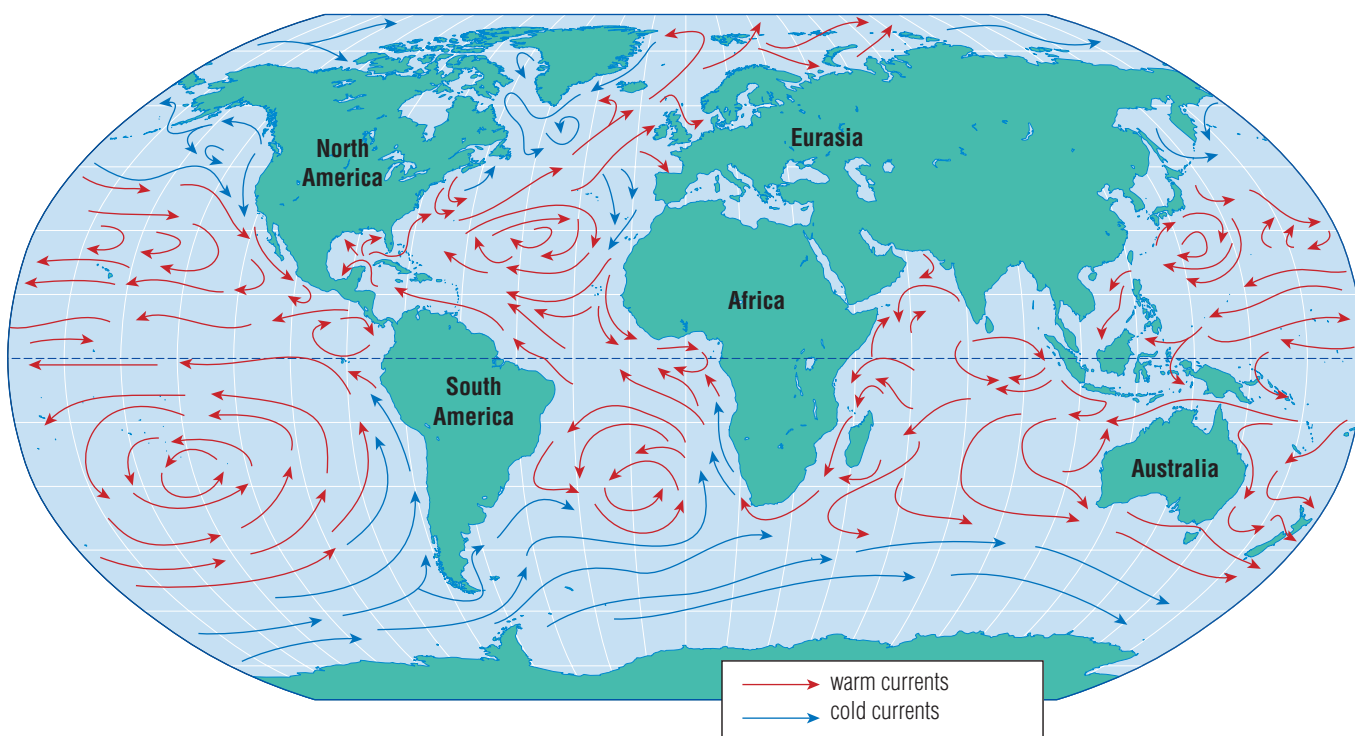 North
America
Eurasia
Africa
South
America
Australia
warm currents
cold currents